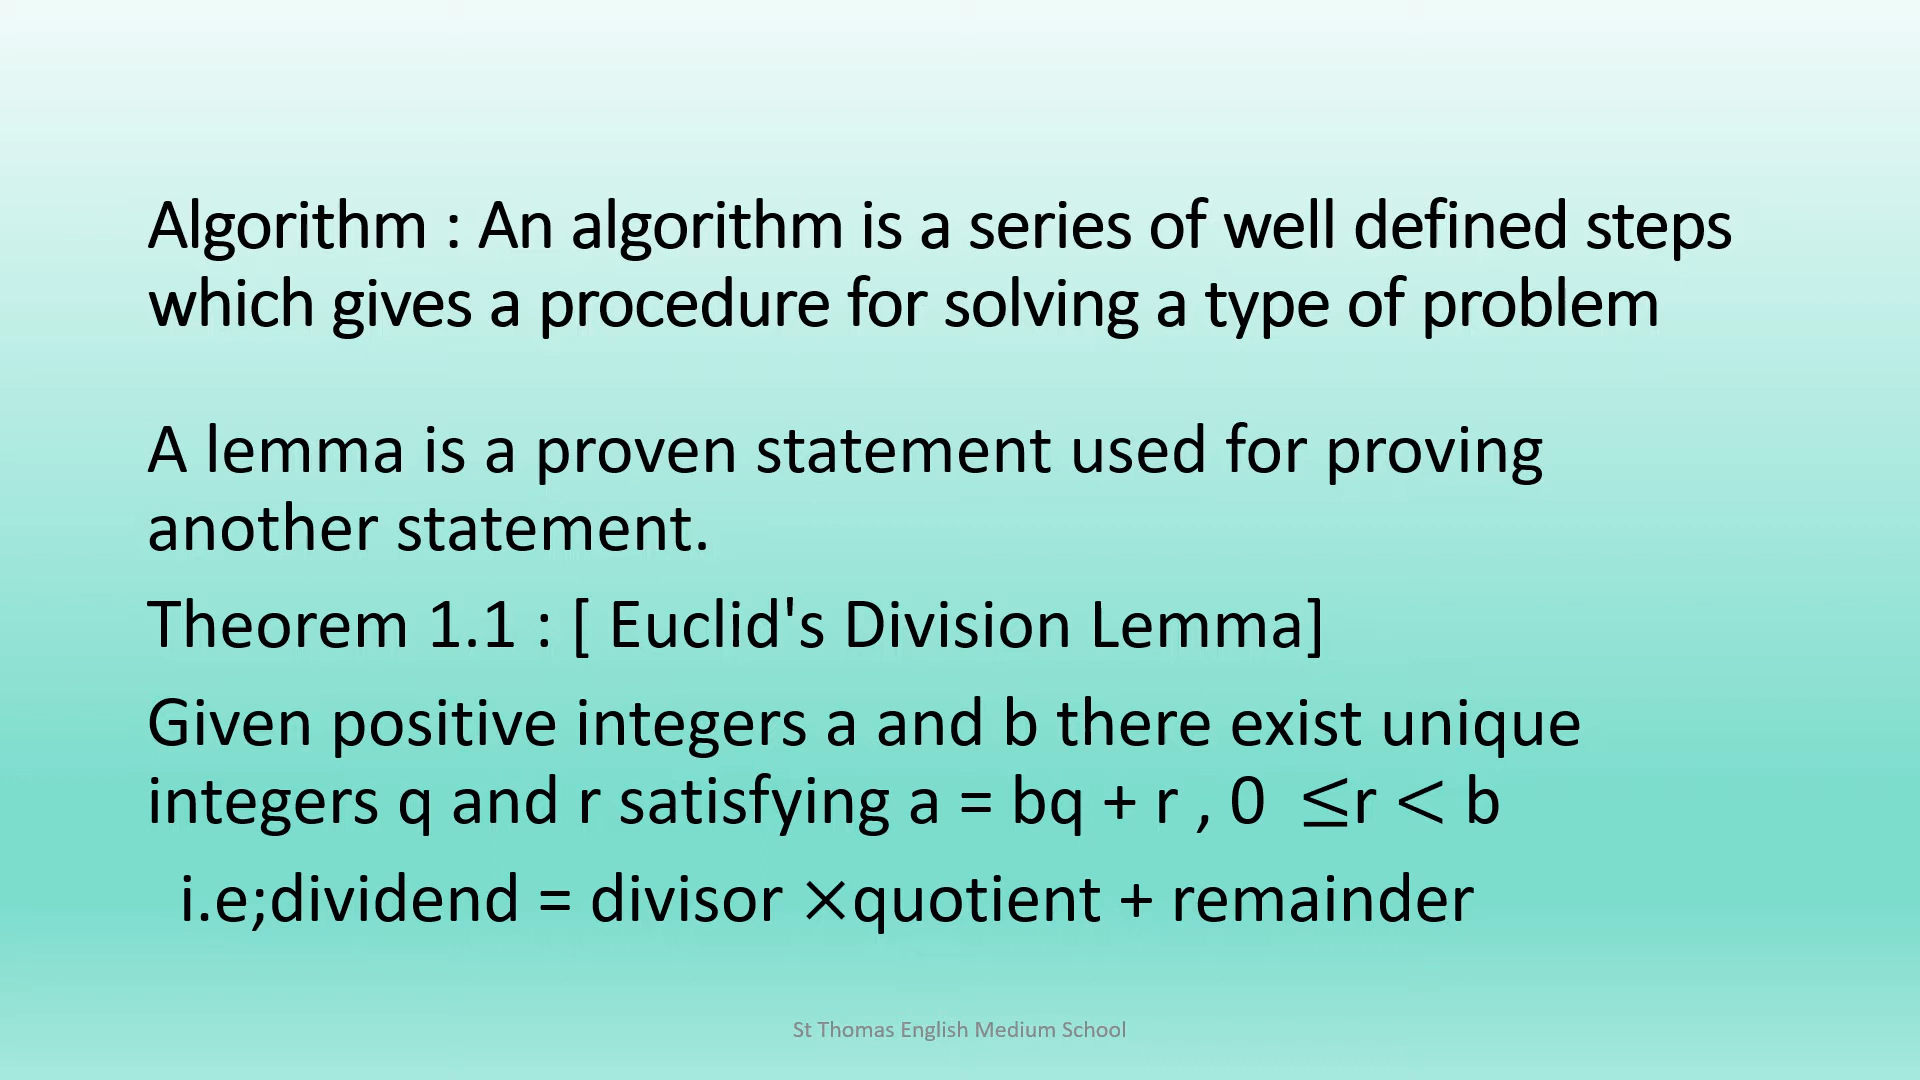 Algorithm : An algorithm is a series of well defined steps
which gives a procedure for solving a type of problem
A lemma is a proven statement used for proving
another statement.
Theorem 1.1 : [ Euclid's Division Lemma]
Given positive integers a and b there exist unique
integers q and r satisfying a = bq + r , 0 ≤r < b
i.e;dividend = divisor ×quotient + remainder
St Thomas English Medium School